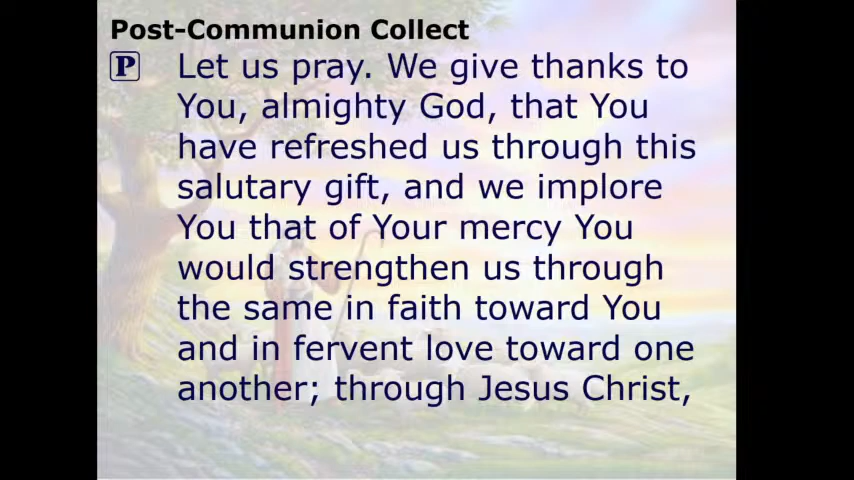 Post-Communion Collect
P Let us pray. We give thanks to
You, almighty God, that You
have refreshed us through this
salutary gift, and we implore
You that of Your mercy You
would strengthen us through
the same in faith toward You
and in fervent love toward one
another; through Jesus Christ,